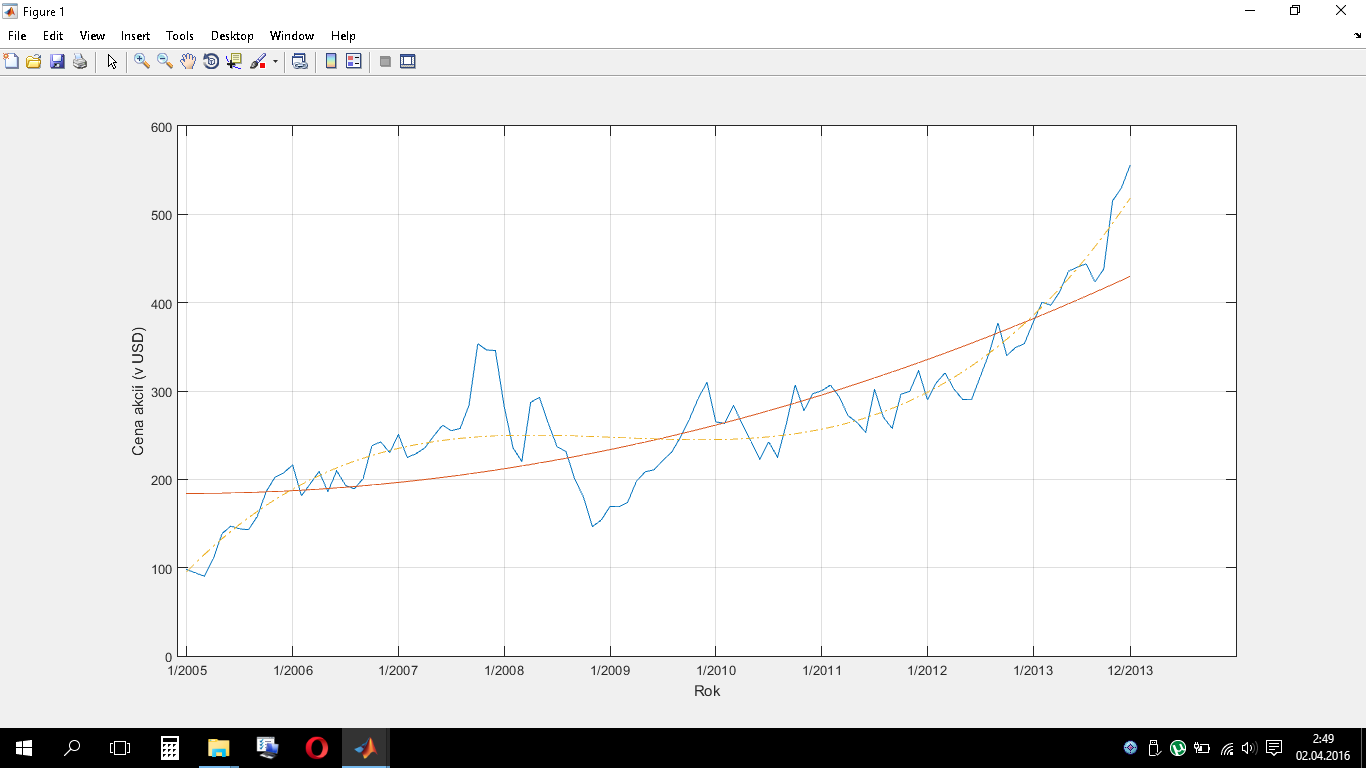 Figure 1
File Edit View Insert Tools Desktop Window Help
600
500
400
300
200
100
0
Cena akcií (v USD)
1/2005 1/2006 1/2007 1/2008 1/2009 1/2010 1/2011 1/2012 1/2013 12/2013
Rok
2:49
02.04.2016